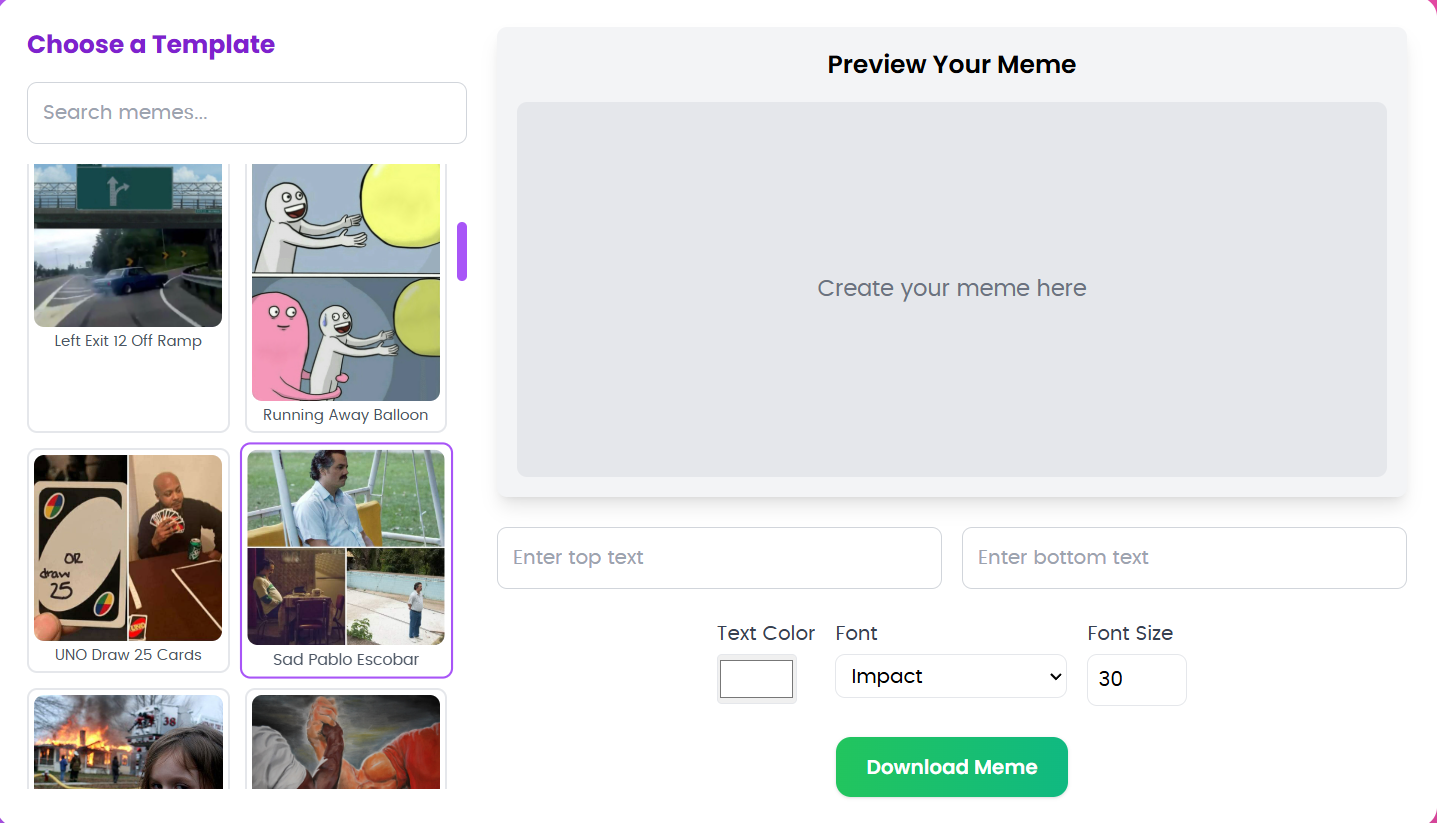 Choose a Template
Search memes...
Left Exit 12 Off Ramp
Running Away Balloon
OR
draw
25
UNO
UNO Draw 25 Cards
Sad Pablo Escobar
38
Preview Your Meme
Create your meme here
Enter top text
Enter bottom text
Text Color
Font
Font Size
Impact
30
Download Meme